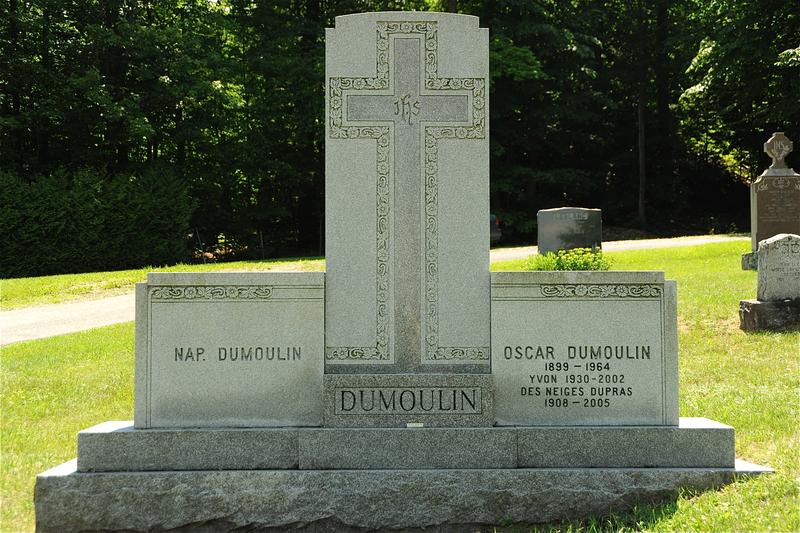 IHS
NAP. DUMOULIN
DUMOULIN
OSCAR DUMOULIN
1899 – 1964
YVON 1930-2002
DES NEIGES DUPRAS
1908 – 2005